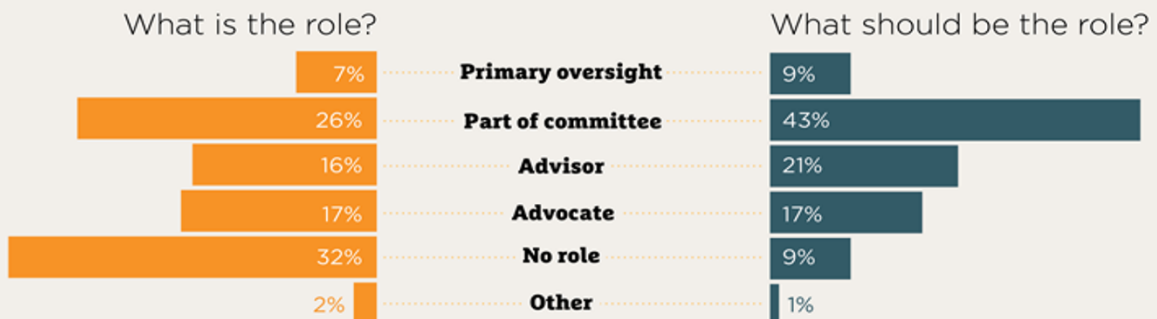 What is the role? What should be the role?
7% Primary oversight 9%
26% Part of committee 43%
16% Advisor 21%
17% Advocate 17%
32% No role 9%
2% Other 1%